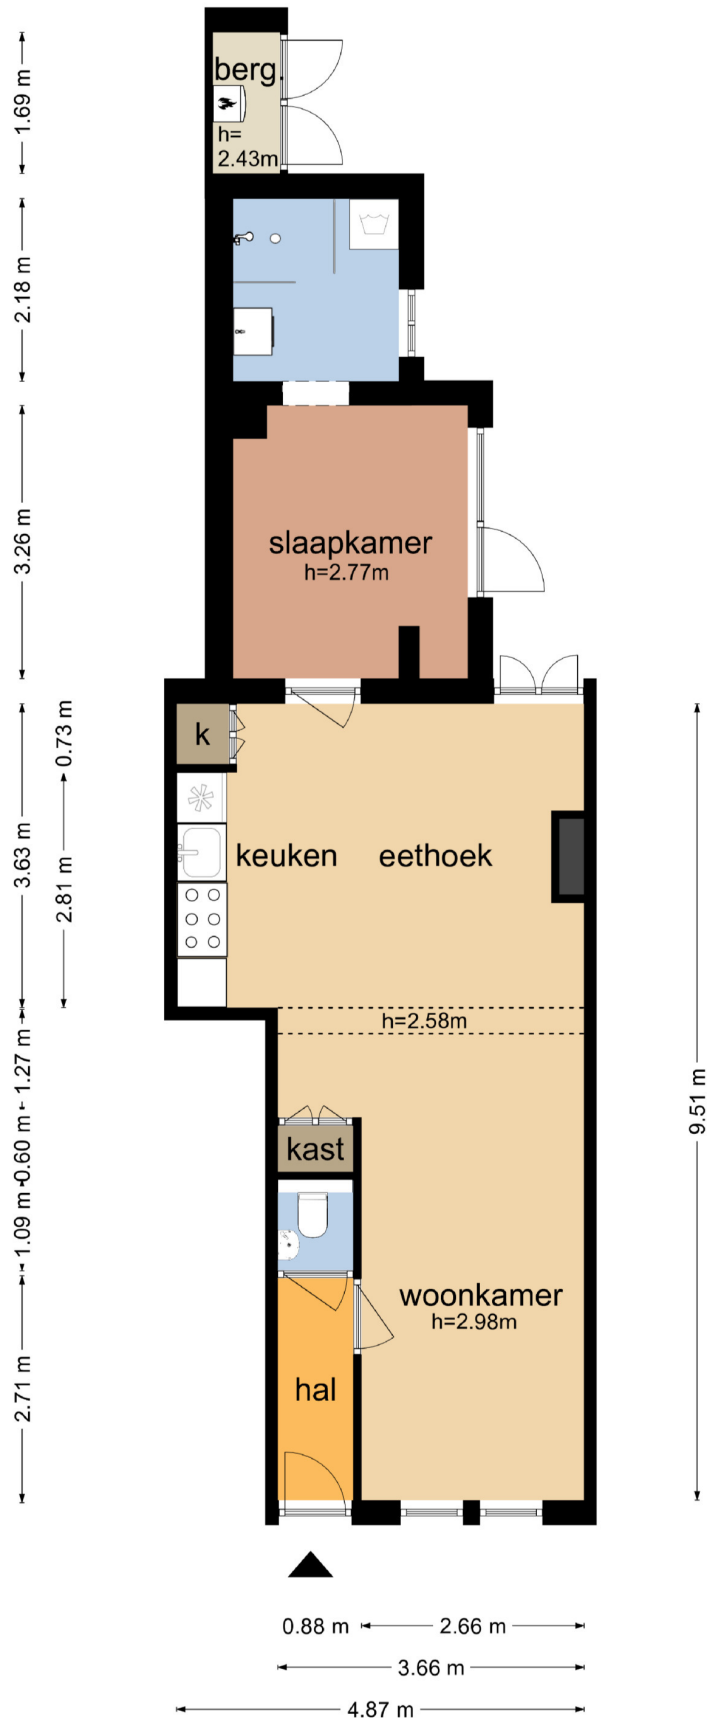 berg.
h=
2.43m
1.69 m
2.18 m
3.26 m
slaapkamer
h=2.77m
k
0.73 m
3.63 m
2.81 m
keuken
eethoek
h=2.58m
1.27 m
0.60 m
1.09 m
kast
9.51 m
woonkamer
h=2.98m
hal
2.71 m
0.88 m
2.66 m
3.66 m
4.87 m